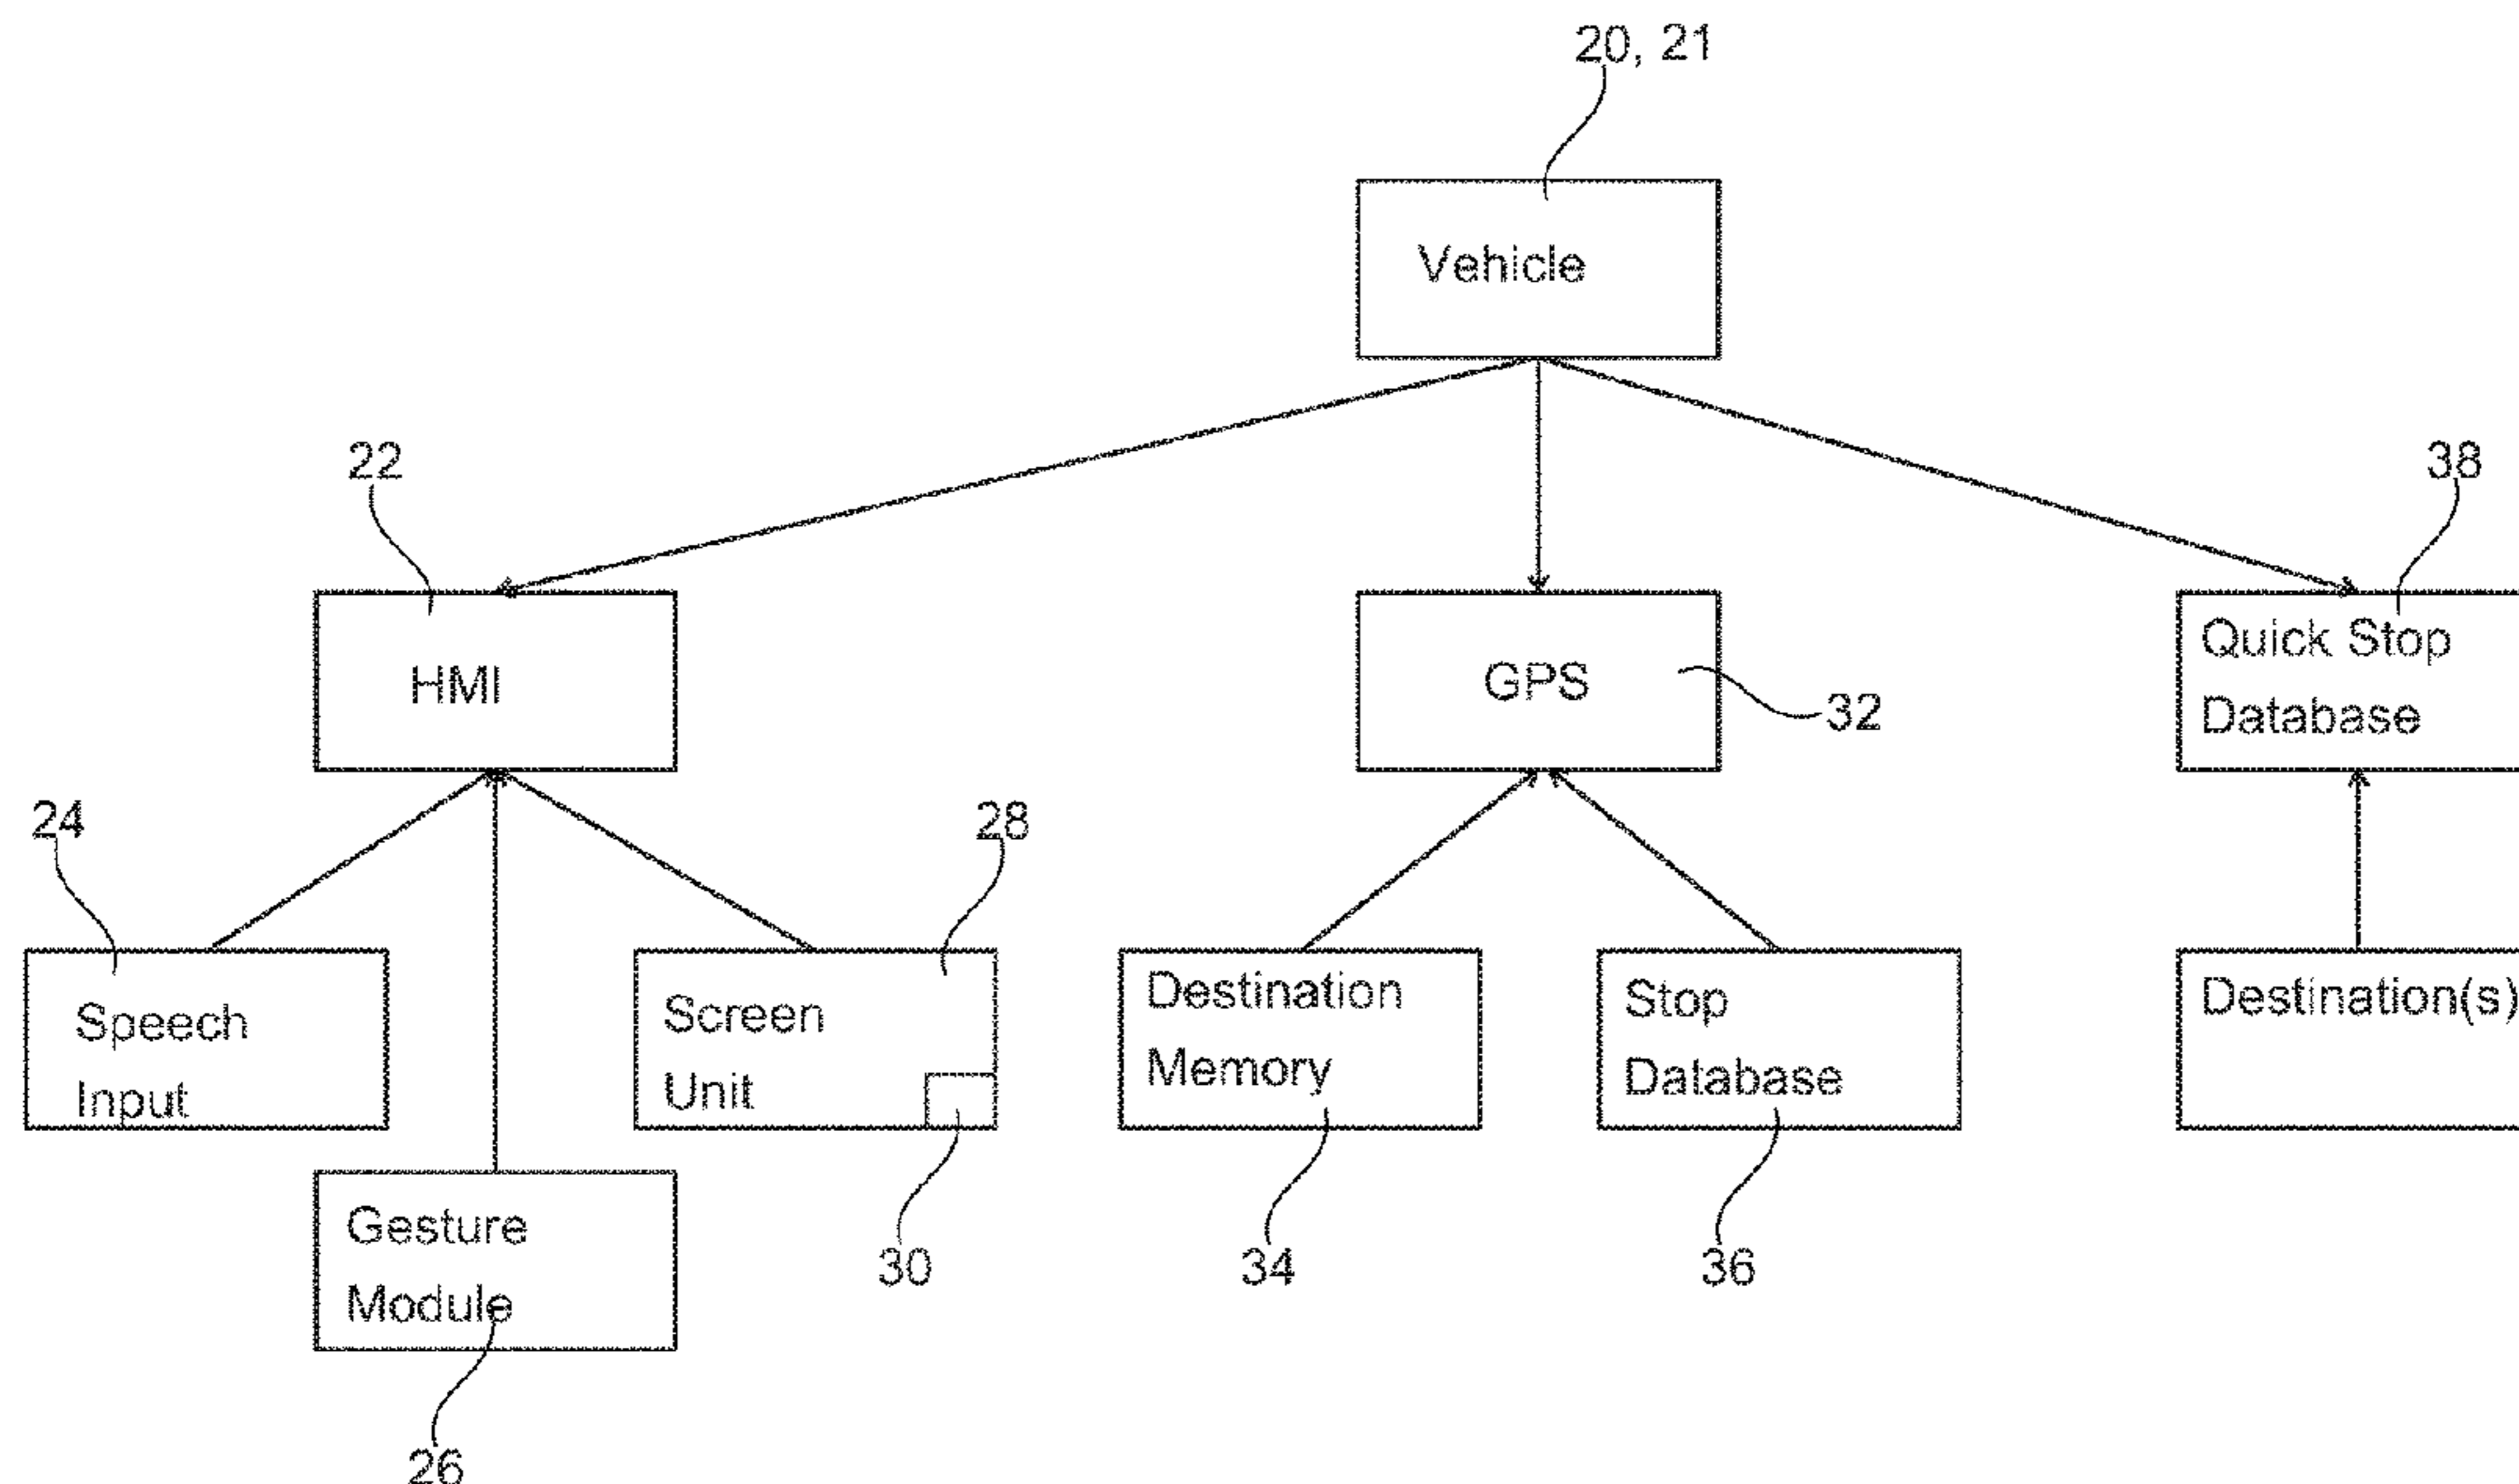 20, 21
Vehicle
22
38
HMI
GPS
32
Quick Stop
Database
24
28
Speech
Input
Screen
Unit
Destination
Memory
Stop
Database
Destination(s)
30
34
36
Gesture
Module
26